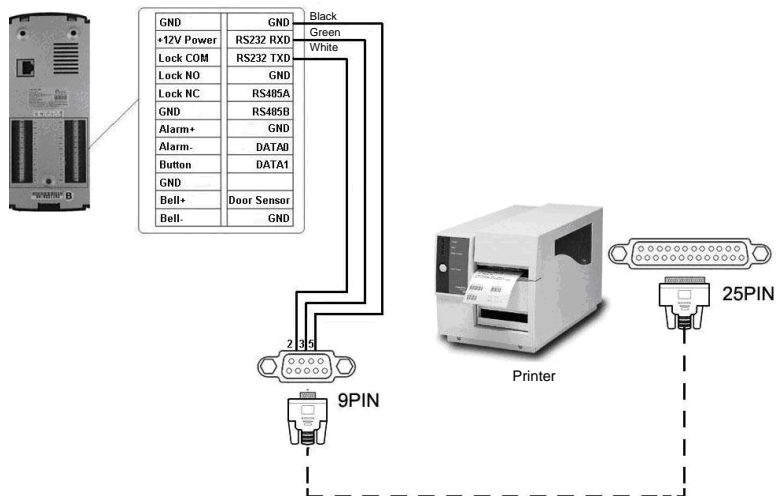 GND GND Black
+12V Power RS232 RXD Green
Lock COM RS232 TXD White
Lock NO GND
Lock NC RS485A
GND RS485B
Alarm+ GND
Alarm- DATA0
Button DATA1
GND
Bell+ Door Sensor
Bell- GND
B
2 3 5
9PIN
25PIN
Printer